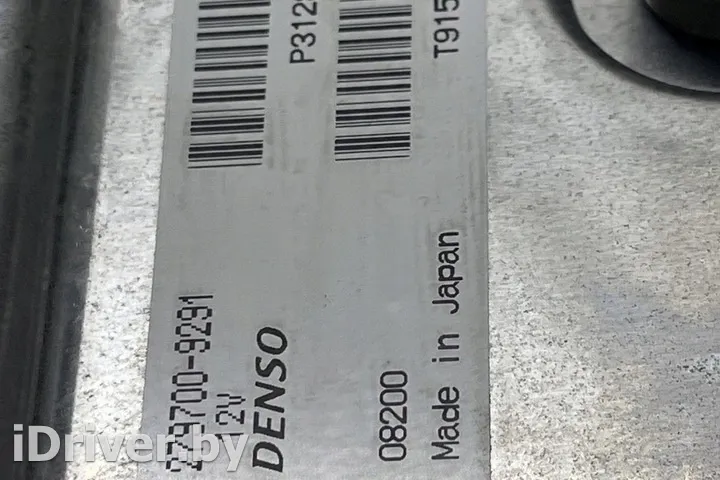 P312
T915
279700-9291
12V
DENSO
08200
Made in Japan
iDriver.by